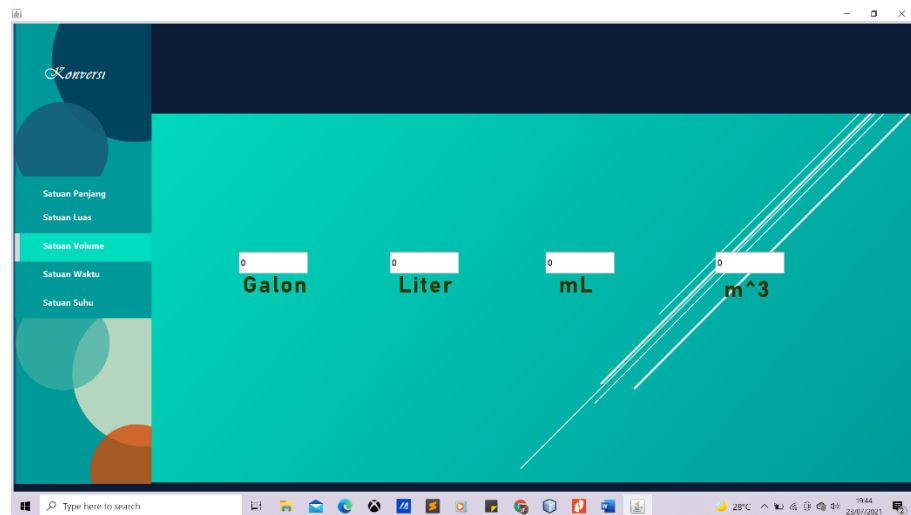 Konversi
Satuan Panjang
Satuan Luas
Satuan Volume
Satuan Waktu
Satuan Suhu
0 0 0 0
Galon Liter mL m^3
Type here to search
28°C
19:44
23/07/2021
2